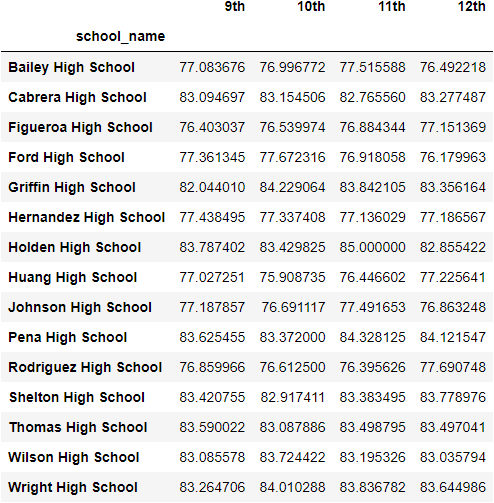 9th 10th 11th 12th
school_name
Bailey High School 77.083676 76.996772 77.515588 76.492218
Cabrera High School 83.094697 83.154506 82.765560 83.277487
Figueroa High School 76.403037 76.539974 76.884344 77.151369
Ford High School 77.361345 77.672316 76.918058 76.179963
Griffin High School 82.044010 84.229064 83.842105 83.356164
Hernandez High School 77.438495 77.337408 77.136029 77.186567
Holden High School 83.787402 83.429825 85.000000 82.855422
Huang High School 77.027251 75.908735 76.446602 77.225641
Johnson High School 77.187857 76.691117 77.491653 76.863248
Pena High School 83.625455 83.372000 84.328125 84.121547
Rodriguez High School 76.859966 76.612500 76.395626 77.690748
Shelton High School 83.420755 82.917411 83.383495 83.778976
Thomas High School 83.590022 83.087886 83.498795 83.497041
Wilson High School 83.085578 83.724422 83.195326 83.035794
Wright High School 83.264706 84.010288 83.836782 83.644986